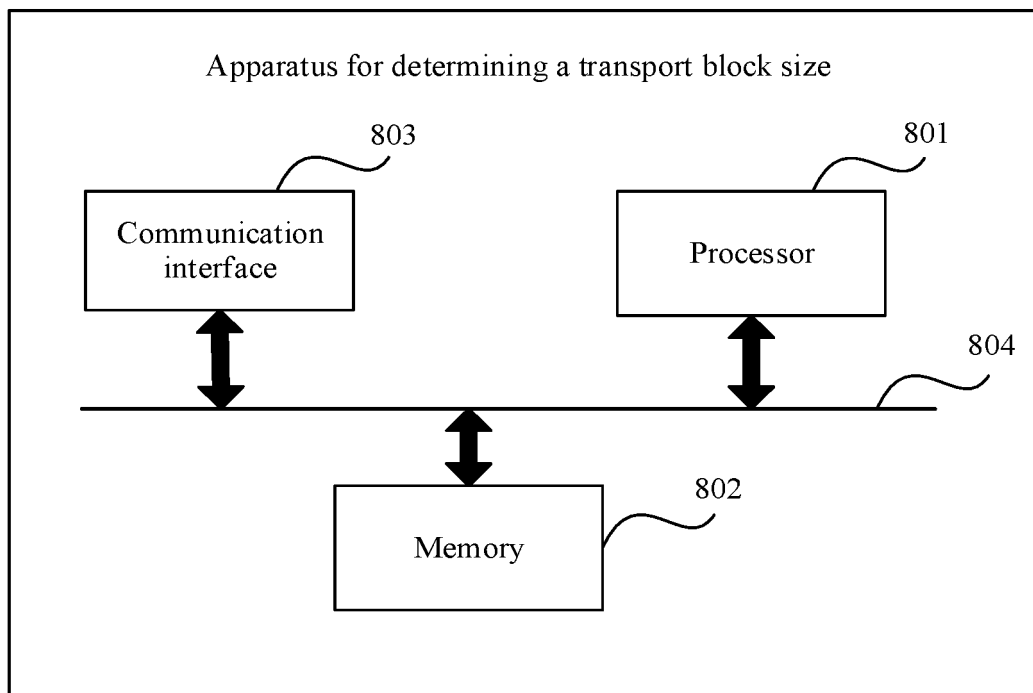 Apparatus for determining a transport block size
803
801
Communication
interface
Processor
804
802
Memory